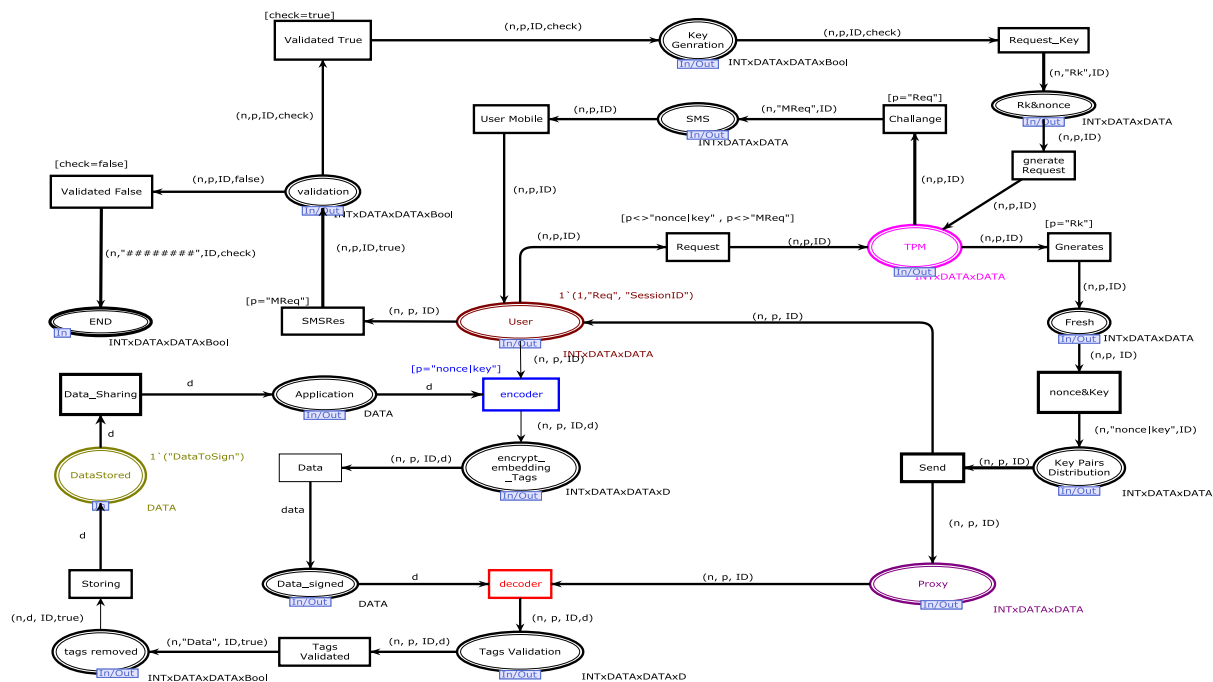 [check=true]
Validated True
(n,p,ID,check)
Key
Genration
In/Out
INTxDATAxDATAxBool
(n,p,ID,check)
Request_Key
(n,"Rk",ID)
Rk&nonce
In/Out
INTxDATAxDATA
(n,p,ID)
gnerate
Request
(n,p,ID)
[p="Req"]
Challange
(n,"MReq",ID)
SMS
In/Out
INTxDATAxDATA
(n,p,ID)
User Mobile
(n,p,ID)
(n,p,ID)
(n,p,ID,check)
[check=false]
Validated False
(n,p,ID,false)
validation
In/Out
INTxDATAxDATAxBool
(n,p,ID,true)
(n,"########",ID,check)
END
In
INTxDATAxDATAxBool
[p="MReq"]
SMSRes
(n, p, ID)
(n,p,ID)
[p<>"nonce|key" , p<>"MReq"]
Request
(n,p,ID)
TPM
In/Out
INTxDATAxDATA
(n,p,ID)
[p="Rk"]
Gnerates
(n,p,ID)
1`(1,"Req", "SessionID")
User
In/Out
INTxDATAxDATA
(n, p, ID)
(n, p, ID)
Fresh
In/Out
INTxDATAxDATA
(n,p, ID)
nonce&Key
(n,"nonce|key",ID)
Key Pairs
Distribution
In/Out
INTxDATAxDATA
(n, p, ID)
Send
(n, p, ID)
[p="nonce|key"]
encoder
Data_Sharing
d
Application
In/Out
DATA
d
d
(n, p, ID,d)
encrypt_
embedding
_Tags
In/Out
INTxDATAxDATAxD
(n, p, ID,d)
Data
data
1`("DataToSign")
DataStored
In
DATA
d
Storing
(n,d, ID,true)
Data_signed
In/Out
DATA
d
decoder
(n, p, ID)
Proxy
In/Out
INTxDATAxDATA
(n, p, ID,d)
tags removed
In/Out
INTxDATAxDATAxBool
(n,"Data", ID,true)
Tags
Validated
(n, p, ID,d)
Tags Validation
In/Out
INTxDATAxDATAxD